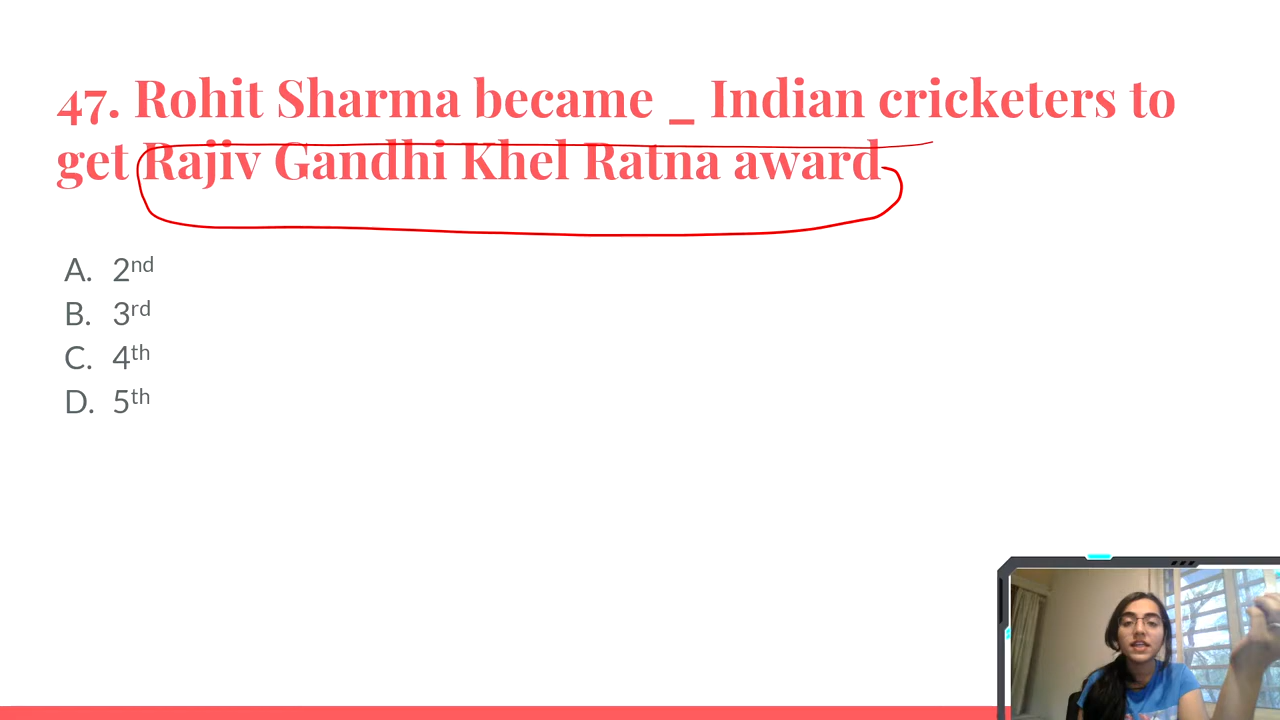 47. Rohit Sharma became _ Indian cricketers to
get Rajiv Gandhi Khel Ratna award
A. 2nd
B. 3rd
C. 4th
D. 5th